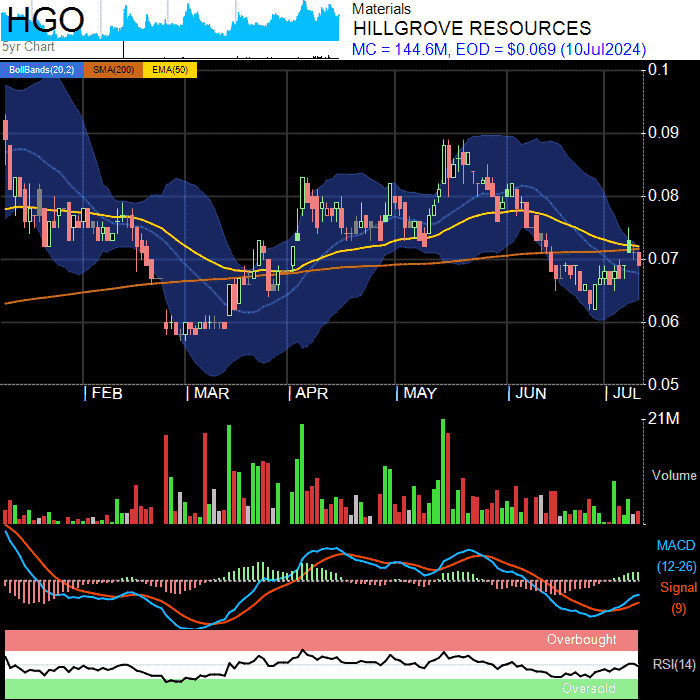 HGO
5yr Chart
Materials
HILLGROVE RESOURCES
MC = 144.6M, EOD = $0.069 (10Jul2024)
BollBands(20,2) SMA(200) EMA(50)
0.1
0.09
0.08
0.07
0.06
0.05
FEB MAR APR MAY JUN JUL
21M
Volume
MACD
(12-26)
Signal
(9)
Overbought
RSI(14)
Oversold